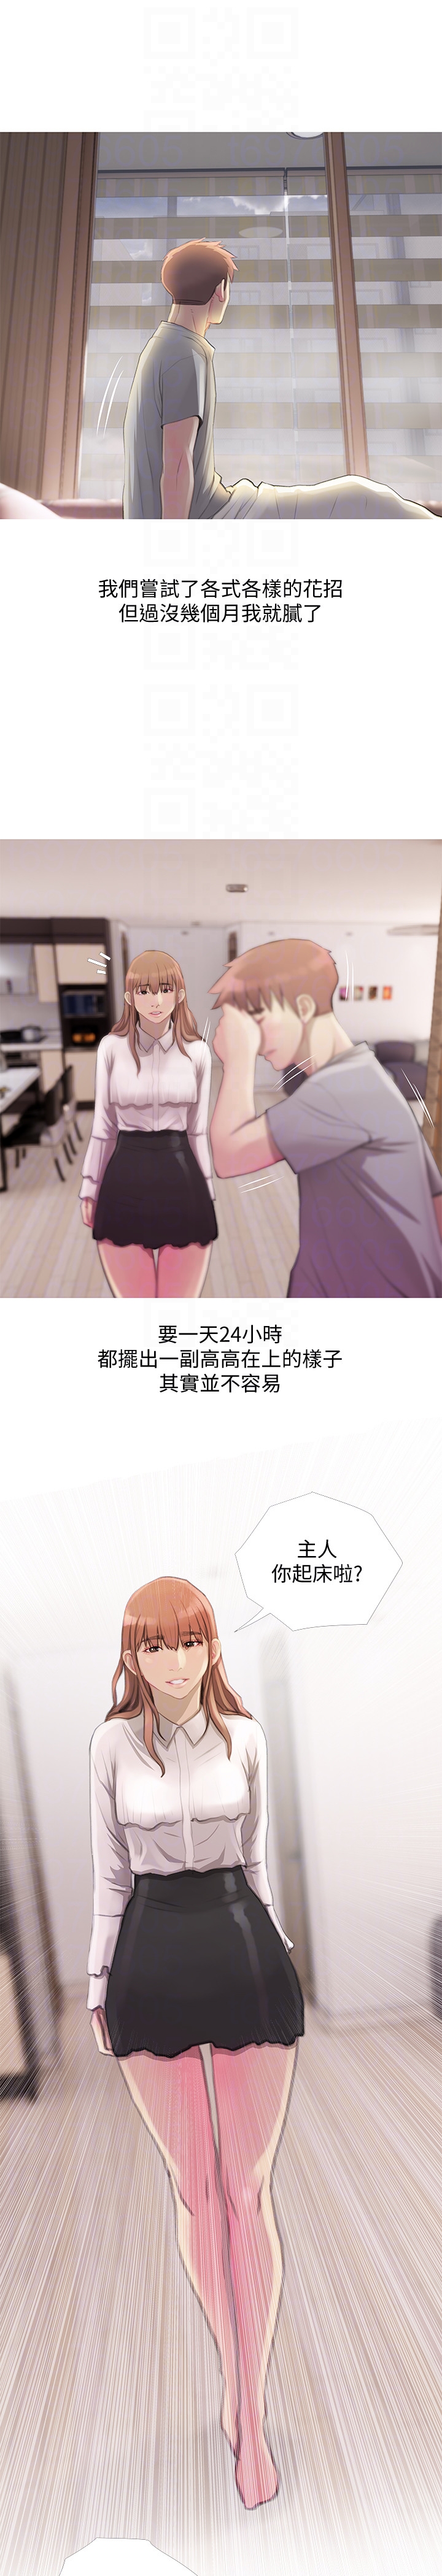 我們嘗試了各式各樣的花招
但過沒幾個月我就膩了
要一天24小時
都擺出一副高高在上的樣子
其實並不容易
主人
你起床啦?